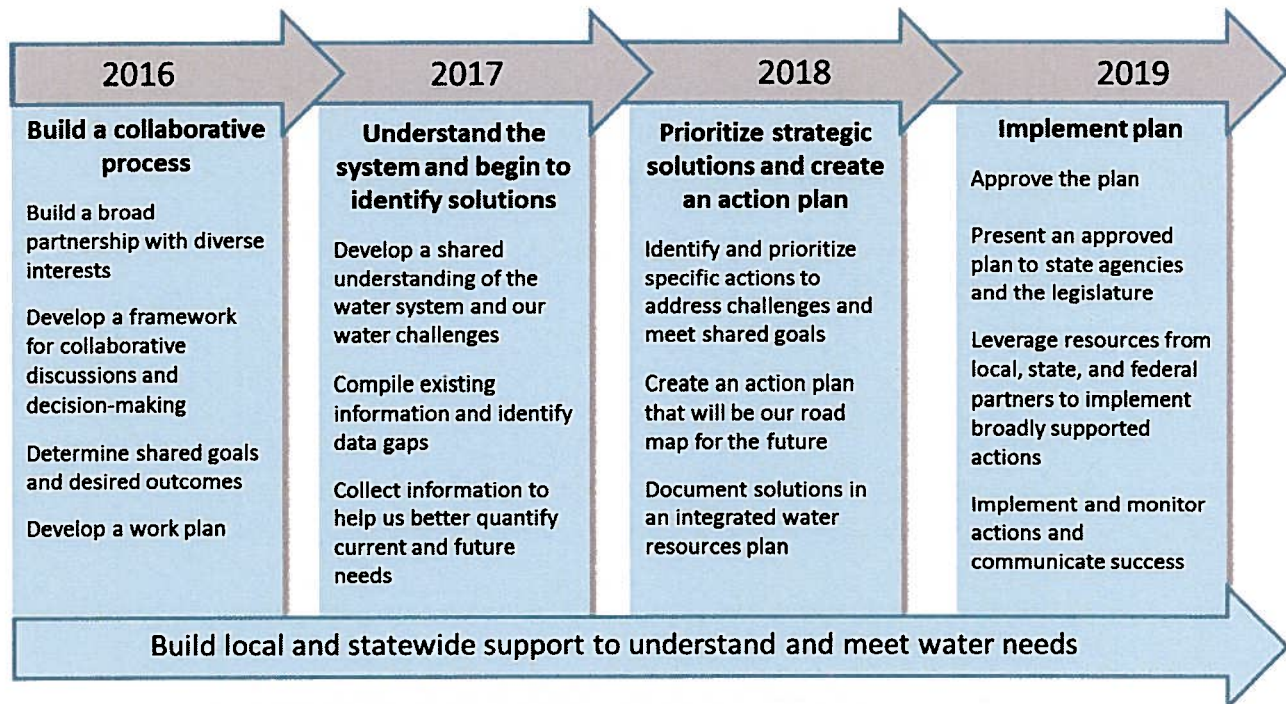 2016
Build a collaborative
process
Build a broad
partnership with diverse
interests
Develop a framework
for collaborative
discussions and
decision-making
Determine shared goals
and desired outcomes
Develop a work plan
2017
Understand the
system and begin to
identify solutions
Develop a shared
understanding of the
water system and our
water challenges
Compile existing
information and identify
data gaps
Collect information to
help us better quantify
current and future
needs
2018
Prioritize strategic
solutions and create
an action plan
Identify and prioritize
specific actions to
address challenges and
meet shared goals
Create an action plan
that will be our road
map for the future
Document solutions in
an integrated water
resources plan
2019
Implement plan
Approve the plan
Present an approved
plan to state agencies
and the legislature
Leverage resources from
local, state, and federal
partners to implement
broadly supported
actions
Implement and monitor
actions and
communicate success
Build local and statewide support to understand and meet water needs